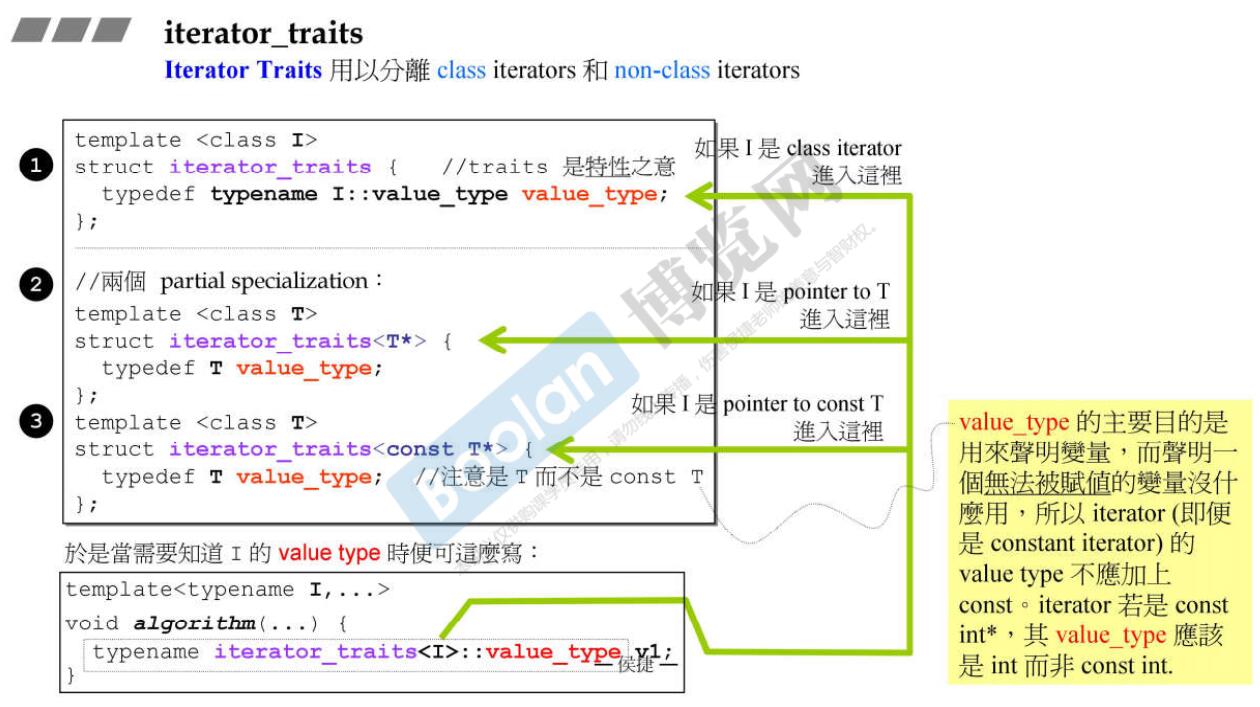 iterator_traits
Iterator Traits 用以分離 class iterators 和 non-class iterators
1
template <class I>
struct iterator_traits {   //traits 是特性之意
  typedef typename I::value_type value_type;
};
如果 I 是 class iterator
進入這裡
2
//兩個 partial specialization：
template <class T>
struct iterator_traits<T*> {
  typedef T value_type;
};
如果 I 是 pointer to T
進入這裡
3
template <class T>
struct iterator_traits<const T*> {
  typedef T value_type;  //注意是 T 而不是 const T
};
如果 I 是 pointer to const T
進入這裡
value_type 的主要目的是
用來聲明變量，而聲明一
個無法被賦值的變量沒什
麼用，所以 iterator (即便
是 constant iterator) 的
value type 不應加上
const。iterator 若是 const
int*，其 value_type 應該
是 int 而非 const int.
於是當需要知道 I 的 value type 時便可這麼寫：
template<typename I,...>
void algorithm(...) {
  typename iterator_traits<I>::value_type v1;
}
— 侯捷 —
Boolan
博览网